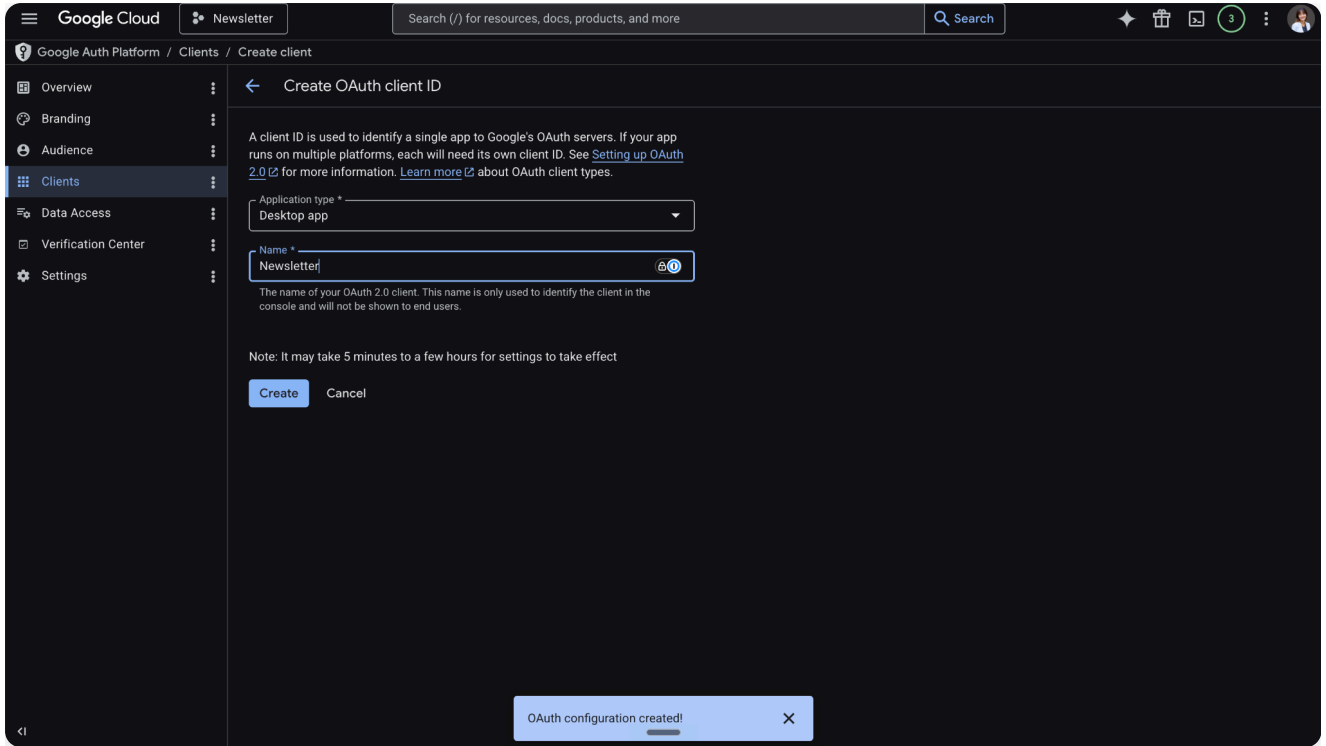 Google Cloud
Newsletter
Search (/) for resources, docs, products, and more
Search
3
Google Auth Platform / Clients / Create client
Overview
Branding
Audience
Clients
Data Access
Verification Center
Settings
Create OAuth client ID
A client ID is used to identify a single app to Google's OAuth servers. If your app
runs on multiple platforms, each will need its own client ID. See Setting up OAuth
2.0 for more information. Learn more about OAuth client types.
Application type *
Desktop app
Name *
Newsletter
The name of your OAuth 2.0 client. This name is only used to identify the client in the
console and will not be shown to end users.
Note: It may take 5 minutes to a few hours for settings to take effect
Create
Cancel
OAuth configuration created!